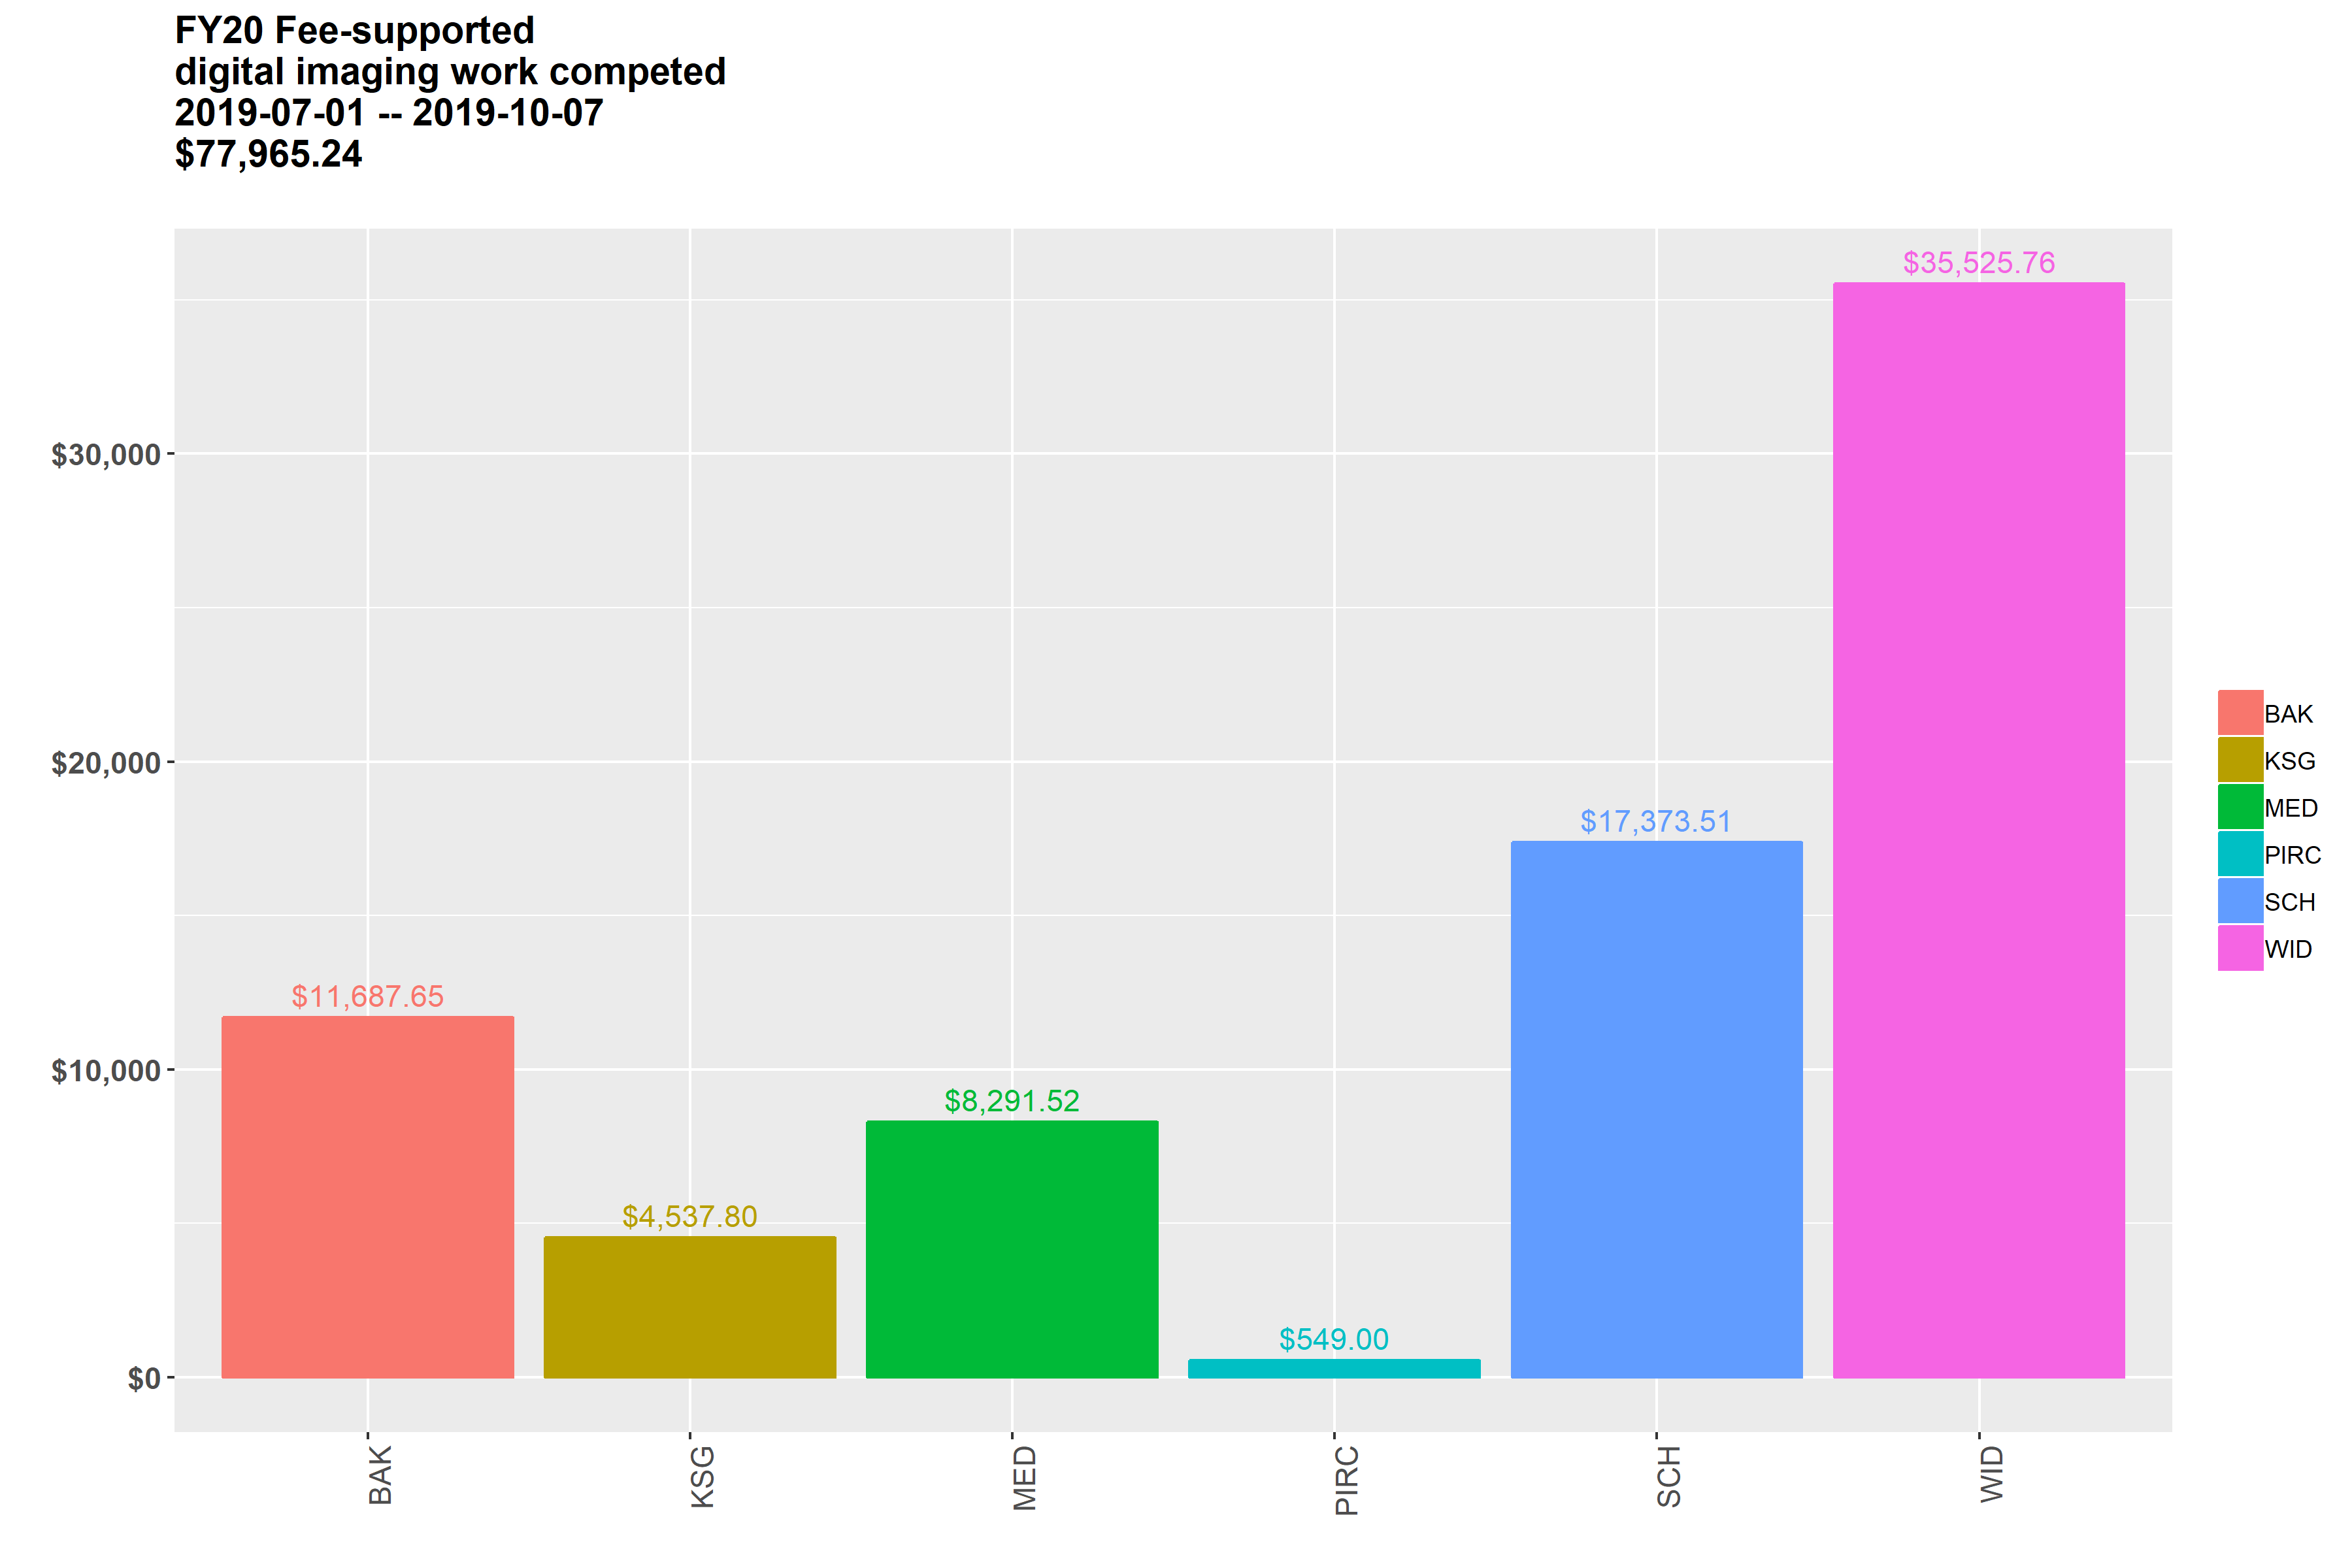 FY20 Fee-supported
digital imaging work competed
2019-07-01 -- 2019-10-07
$77,965.24
$35,525.76
$30,000
$20,000
$17,373.51
$11,687.65
$10,000
$8,291.52
$4,537.80
$549.00
$0
BAK
KSG
MED
PIRC
SCH
WID
BAK
KSG
MED
PIRC
SCH
WID